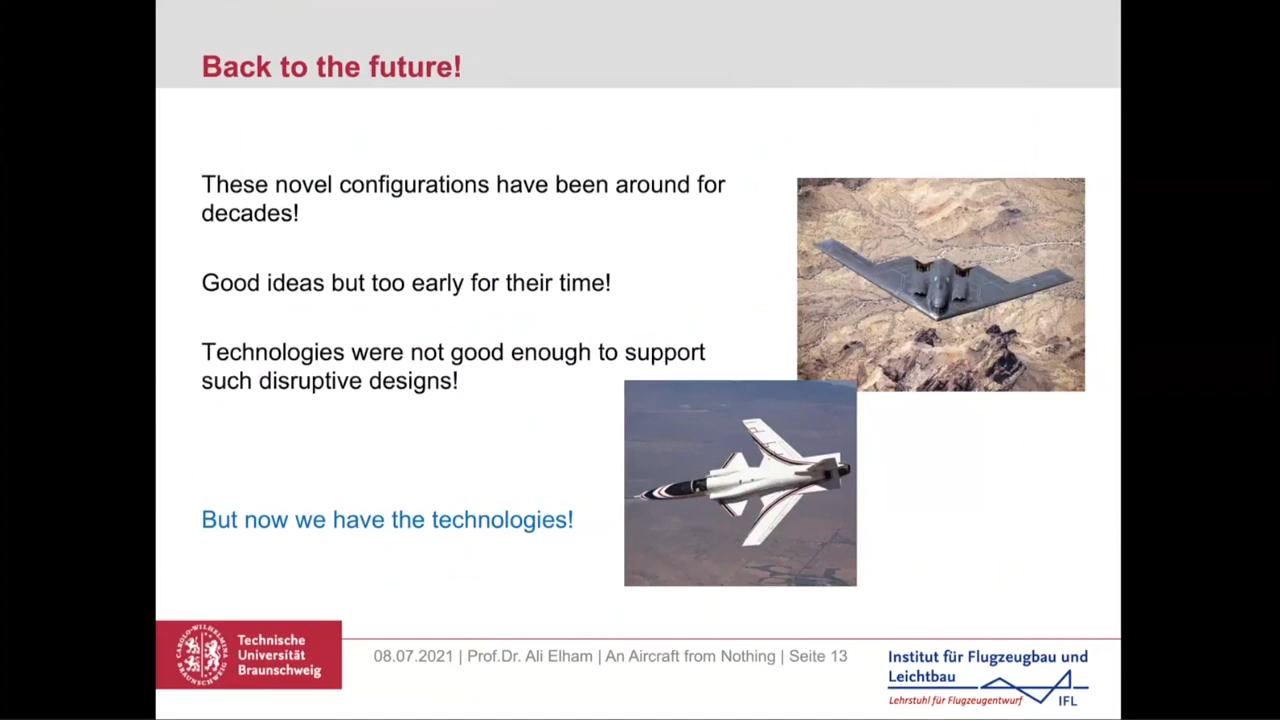 Back to the future!
These novel configurations have been around for
decades!
Good ideas but too early for their time!
Technologies were not good enough to support
such disruptive designs!
But now we have the technologies!
CAROLO-WILHELMINA
BRAUNSCHWEIG
Technische
Universität
Braunschweig
08.07.2021 | Prof.Dr. Ali Elham | An Aircraft from Nothing | Seite 13
Institut für Flugzeugbau und
Leichtbau
Lehrstuhl für Flugzeugentwurf
IFL